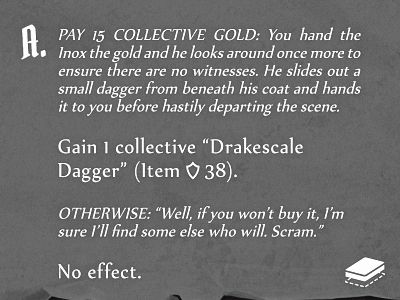 A. PAY 15 COLLECTIVE GOLD: You hand the
Inox the gold and he looks around once more to
ensure there are no witnesses. He slides out a
small dagger from beneath his coat and hands
it to you before hastily departing the scene.
Gain 1 collective “Drakescale
Dagger” (Item 38).
OTHERWISE: “Well, if you won’t buy it, I’m
sure I’ll find some else who will. Scram.”
No effect.